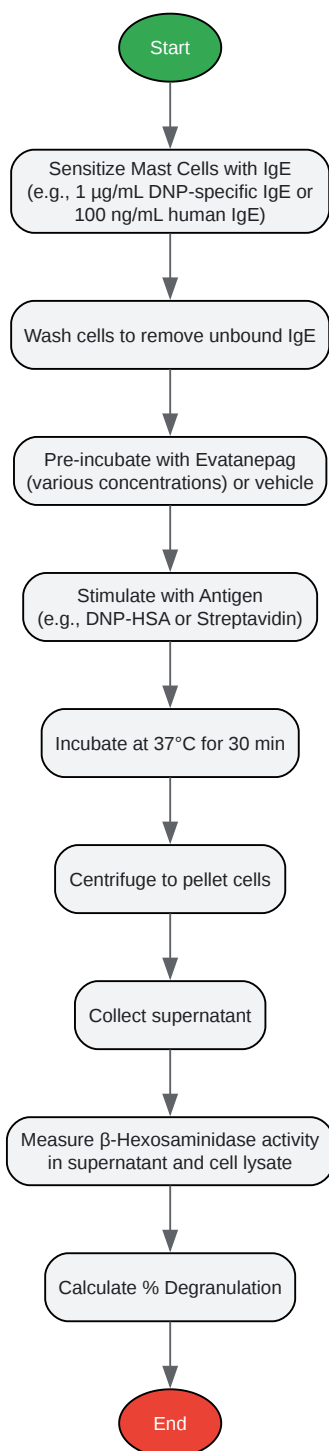 Start
Sensitize Mast Cells with IgE
(e.g., 1 µg/mL DNP-specific IgE or
100 ng/mL human IgE)
Wash cells to remove unbound IgE
Pre-incubate with Evatanepag
(various concentrations) or vehicle
Stimulate with Antigen
(e.g., DNP-HSA or Streptavidin)
Incubate at 37°C for 30 min
Centrifuge to pellet cells
Collect supernatant
Measure β-Hexosaminidase activity
in supernatant and cell lysate
Calculate % Degranulation
End